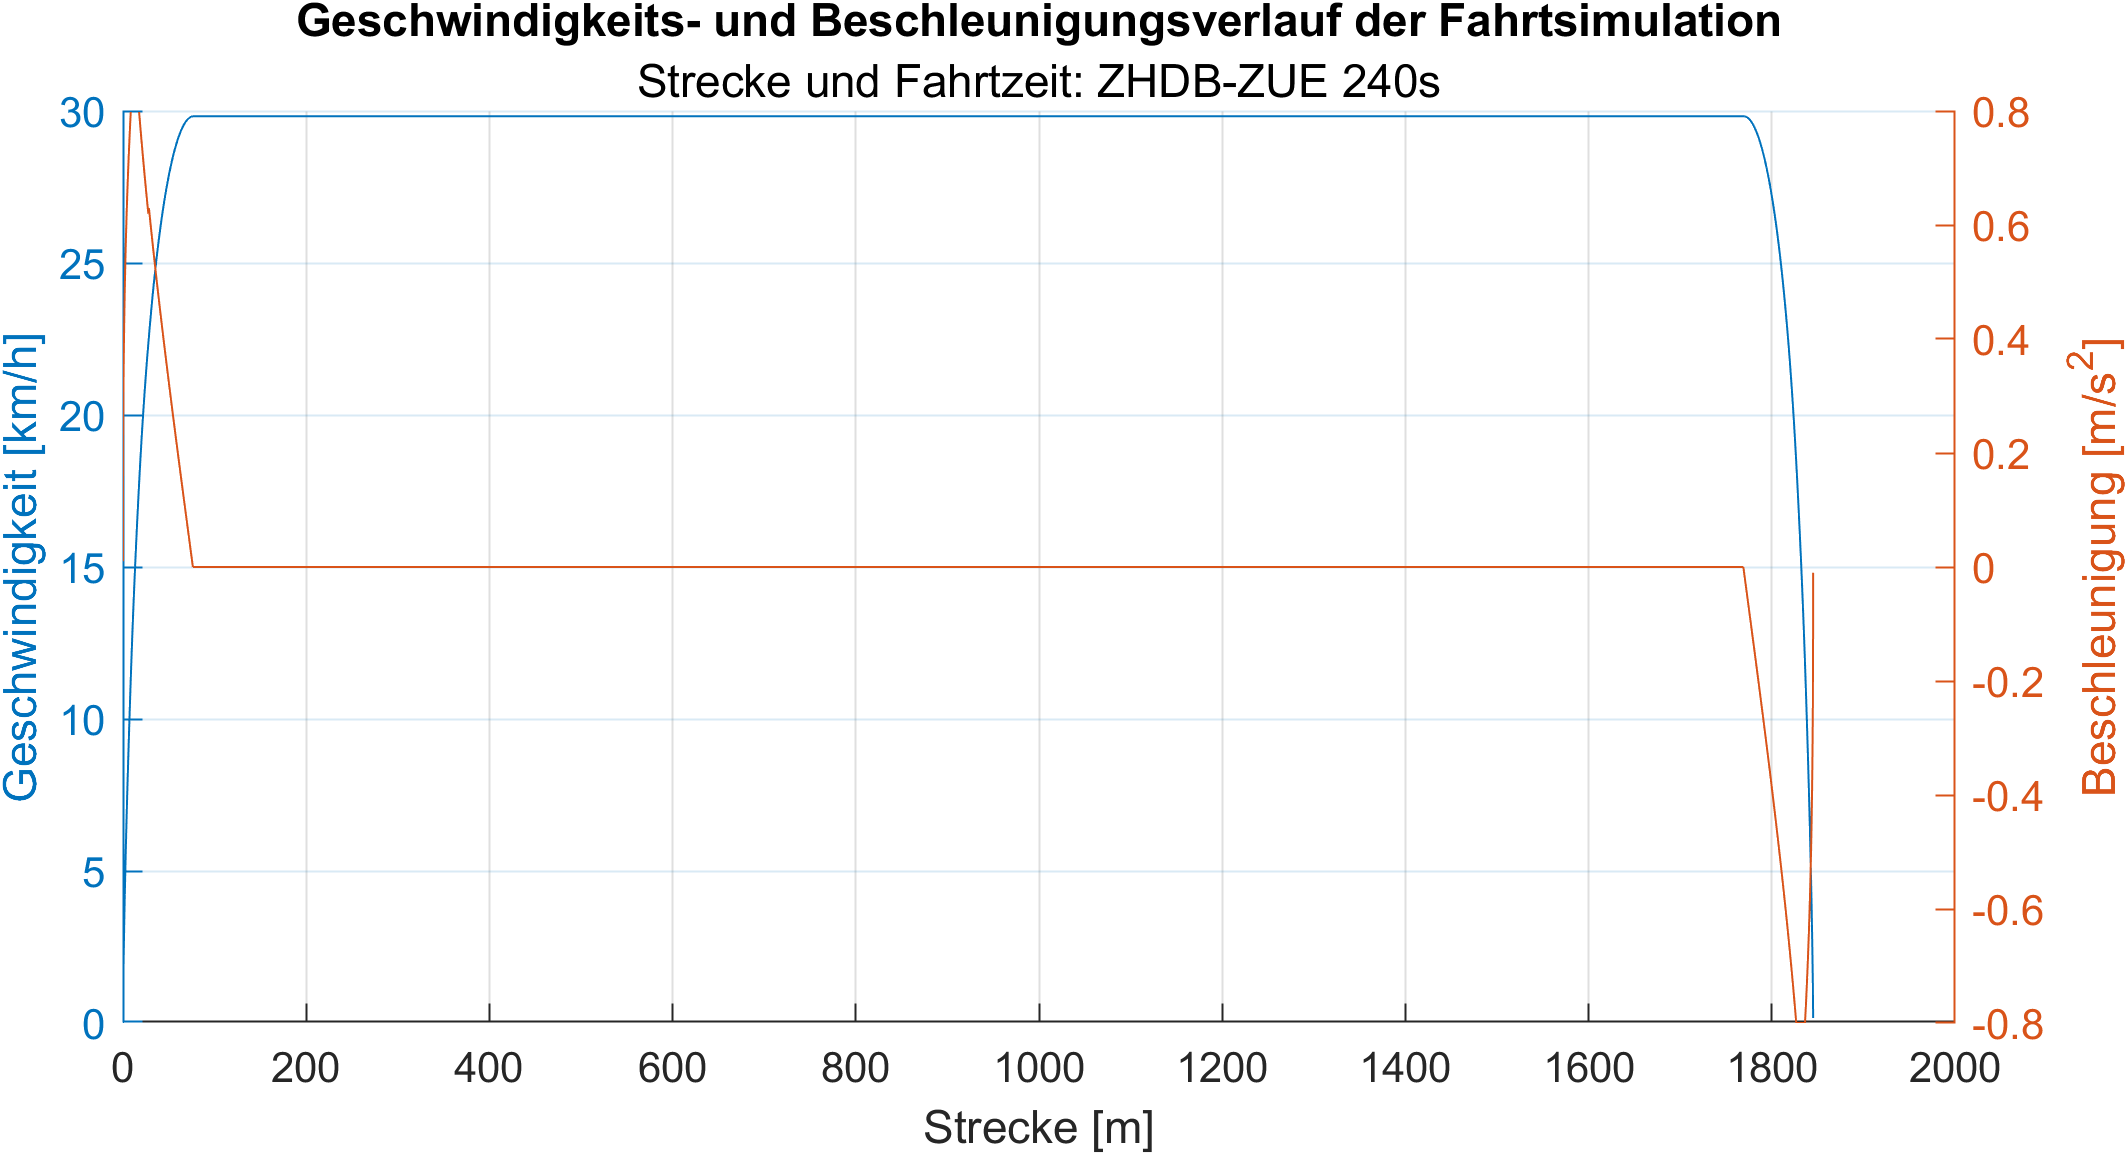 Geschwindigkeits- und Beschleunigungsverlauf der Fahrtsimulation
Strecke und Fahrtzeit: ZHDB-ZUE 240s
Geschwindigkeit [km/h]
30
25
20
15
10
5
0
0.8
0.6
0.4
0.2
0
-0.2
-0.4
-0.6
-0.8
Beschleunigung [m/s²]
0 200 400 600 800 1000 1200 1400 1600 1800 2000
Strecke [m]